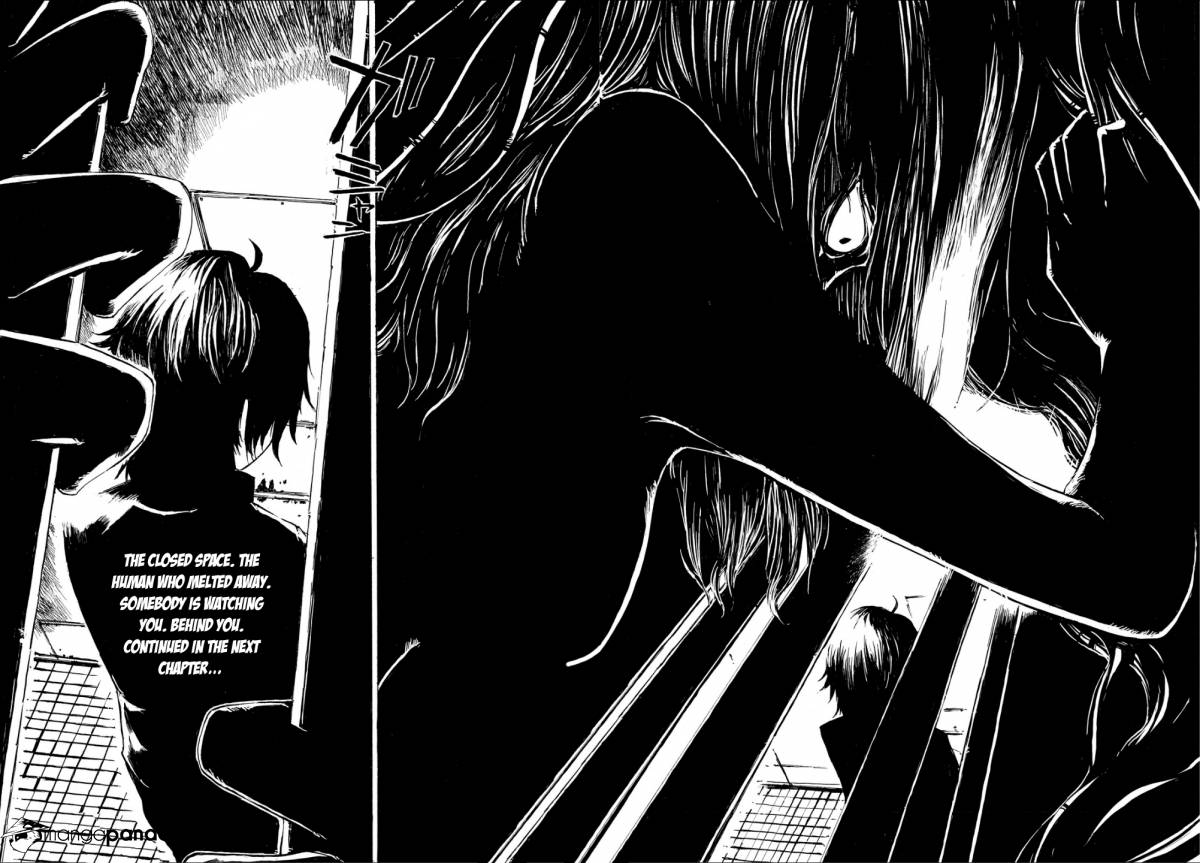 THE CLOSED SPACE. THE
HUMAN WHO MELTED AWAY.
SOMEBODY IS WATCHING
YOU. BEHIND YOU.
CONTINUED IN THE NEXT
CHAPTER...
mangapanda